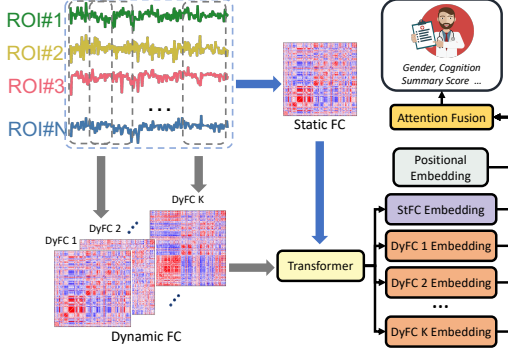 ROI#1
ROI#2
ROI#3
...
ROI#N
Static FC
Gender, Cognition
Summary Score ...
Attention Fusion
Positional
Embedding
DyFC K
DyFC 2
DyFC 1
...
...
Dynamic FC
Transformer
StFC Embedding
DyFC 1 Embedding
DyFC 2 Embedding
...
DyFC K Embedding